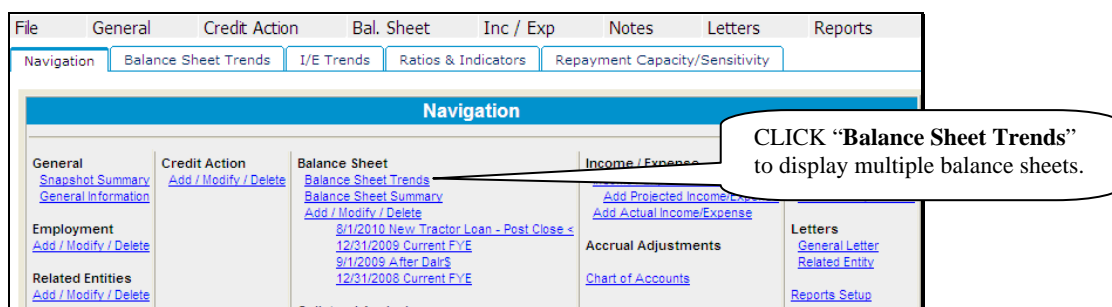 File General Credit Action Bal. Sheet Inc / Exp Notes Letters Reports
Navigation Balance Sheet Trends I/E Trends Ratios & Indicators Repayment Capacity/Sensitivity
Navigation
CLICK “Balance Sheet Trends”
to display multiple balance sheets.
General
Snapshot Summary
General Information
Employment
Add / Modify / Delete
Related Entities
Add / Modify / Delete
Credit Action
Add / Modify / Delete
Balance Sheet
Balance Sheet Trends
Balance Sheet Summary
Add / Modify / Delete
8/1/2010 New Tractor Loan - Post Close <
12/31/2009 Current FYE
9/1/2009 After Dalr$
12/31/2008 Current FYE
Income / Expense
Add Projected
Add Actual Income/Expense
Accrual Adjustments
Chart of Accounts
Letters
General Letter
Related Entity
Reports Setup